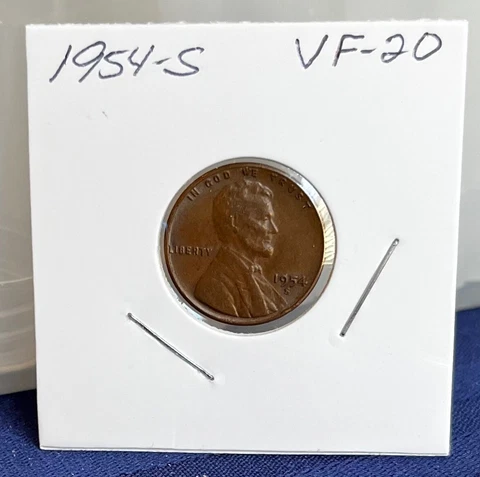 1954-S VF-20
IN GOD WE TRUST
LIBERTY
1954
S